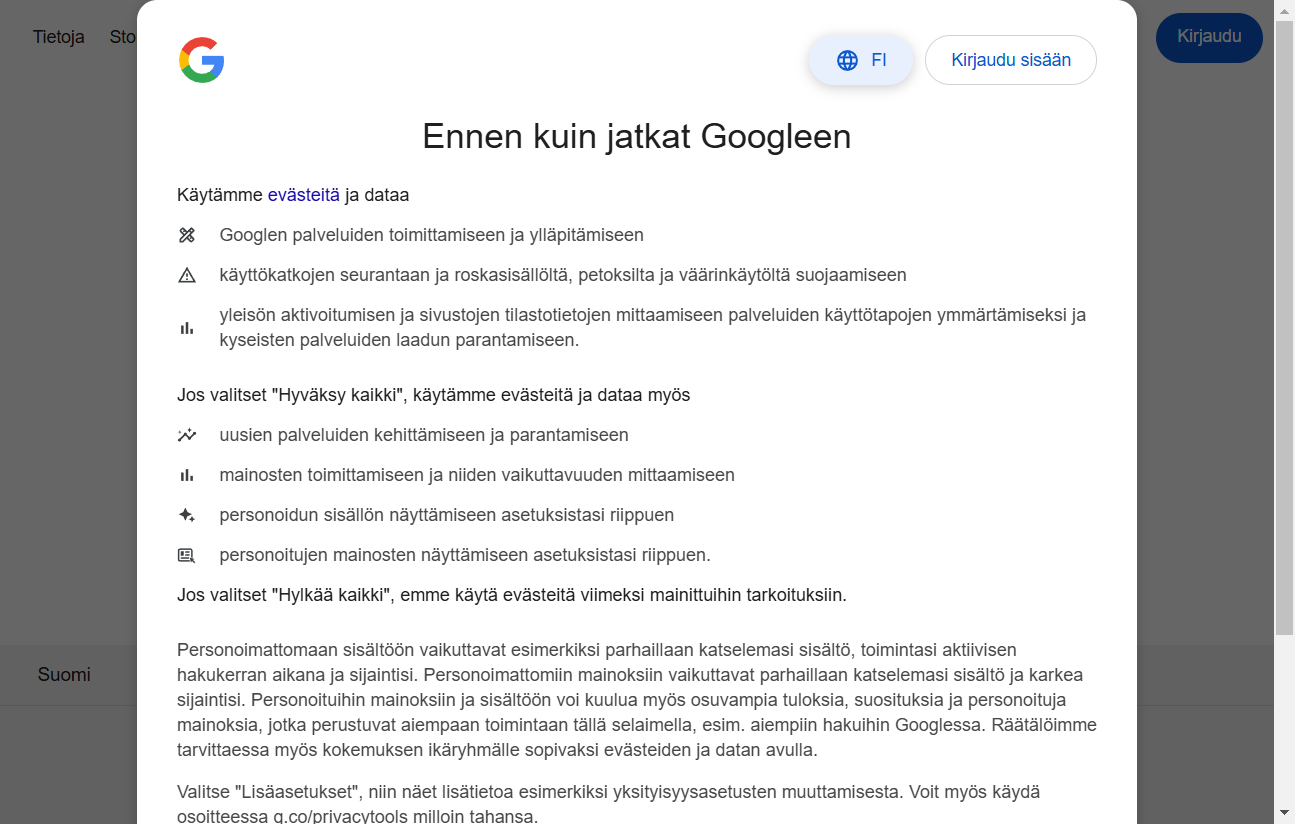 Tietoja Sto
Kirjaudu
FI
Kirjaudu sisään
Ennen kuin jatkat Googleen
Käytämme evästeitä ja dataa
Googlen palveluiden toimittamiseen ja ylläpitämiseen
käyttökatkojen seurantaan ja roskasisällöltä, petoksilta ja väärinkäytöltä suojaamiseen
yleisön aktivoitumisen ja sivustojen tilastotietojen mittaamiseen palveluiden käyttötapojen ymmärtämiseksi ja
kyseisten palveluiden laadun parantamiseen.
Jos valitset "Hyväksy kaikki", käytämme evästeitä ja dataa myös
uusien palveluiden kehittämiseen ja parantamiseen
mainosten toimittamiseen ja niiden vaikuttavuuden mittaamiseen
personoidun sisällön näyttämiseen asetuksistasi riippuen
personoitujen mainosten näyttämiseen asetuksistasi riippuen.
Jos valitset "Hylkää kaikki", emme käytä evästeitä viimeksi mainittuihin tarkoituksiin.
Suomi
Personoimattomaan sisältöön vaikuttavat esimerkiksi parhaillaan katselemasi sisältö, toimintasi aktiivisen
hakukerran aikana ja sijaintisi. Personoimattomiin mainoksiin vaikuttavat parhaillaan katselemasi sisältö ja karkea
sijaintisi. Personoituihin mainoksiin ja sisältöön voi kuulua myös osuvampia tuloksia, suosituksia ja personoituja
mainoksia, jotka perustuvat aiempaan toimintaan tällä selaimella, esim. aiempiin hakuihin Googlessa. Räätälöimme
tarvittaessa myös kokemuksen ikäryhmälle sopivaksi evästeiden ja datan avulla.
Valitse "Lisäasetukset", niin näet lisätietoa esimerkiksi yksityisyysasetusten muuttamisesta. Voit myös käydä
osoitteessa g.co/privacytools milloin tahansa.